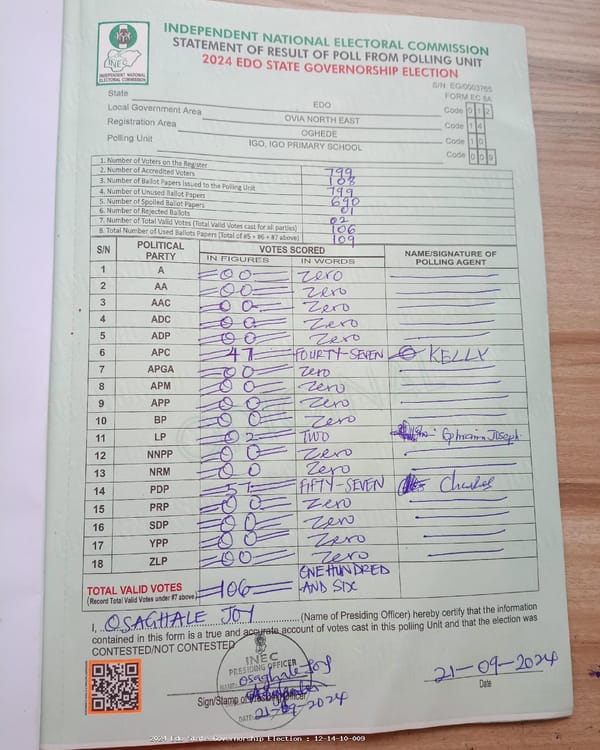 INEC
INDEPENDENT NATIONAL ELECTORAL COMMISSION
INDEPENDENT NATIONAL ELECTORAL COMMISSION
STATEMENT OF RESULT OF POLL FROM POLLING UNIT
2024 EDO STATE GOVERNORSHIP ELECTION
S/N: EG/0003765
FORM EC 8A
State EDO Code 0 1 2
Local Government Area OVIA NORTH EAST Code 1 4
Registration Area OGHEDE Code 1 0
Polling Unit IGO, IGO PRIMARY SCHOOL Code 0 0 9
1. Number of Voters on the Register 799
2. Number of Accredited Voters 108
3. Number of Ballot Papers Issued to the Polling Unit 799
4. Number of Unused Ballot Papers 690
5. Number of Spoiled Ballot Papers 01
6. Number of Rejected Ballots 02
7. Number of Total Valid Votes (Total Valid Votes cast for all parties) 106
8. Total Number of Used Ballots Papers (Total of #5 + #6 + #7 above) 109
S/N POLITICAL PARTY VOTES SCORED NAME/SIGNATURE OF POLLING AGENT
IN FIGURES IN WORDS
1 A 00 Zero
2 AA 00 Zero
3 AAC 00 Zero
4 ADC 00 Zero
5 ADP 00 Zero
6 APC 47 FOURTY-SEVEN KELLY
7 APGA 00 Zero
8 APM 00 Zero
9 APP 00 Zero
10 BP 00 Zero
11 LP 02 TWO Ephraim Joseph
12 NNPP 00 Zero
13 NRM 00 Zero
14 PDP 57 FIFTY-SEVEN Charles
15 PRP 00 Zero
16 SDP 00 Zero
17 YPP 00 Zero
18 ZLP 00 Zero
TOTAL VALID VOTES 106 ONE HUNDRED AND SIX
(Record Total Valid Votes under #7 above)
I, OSAGHALE JOY (Name of Presiding Officer) hereby certify that the information
contained in this form is a true and accurate account of votes cast in this polling Unit and that the election was
CONTESTED/NOT CONTESTED
INEC
PRESIDING OFFICER
NAME: Osaghale Joy
21-09-2024
DATE: 21-09-2024
Sign/Stamp of Presiding Officer
Date
2024 Edo State Governorship Election : 12-14-10-009